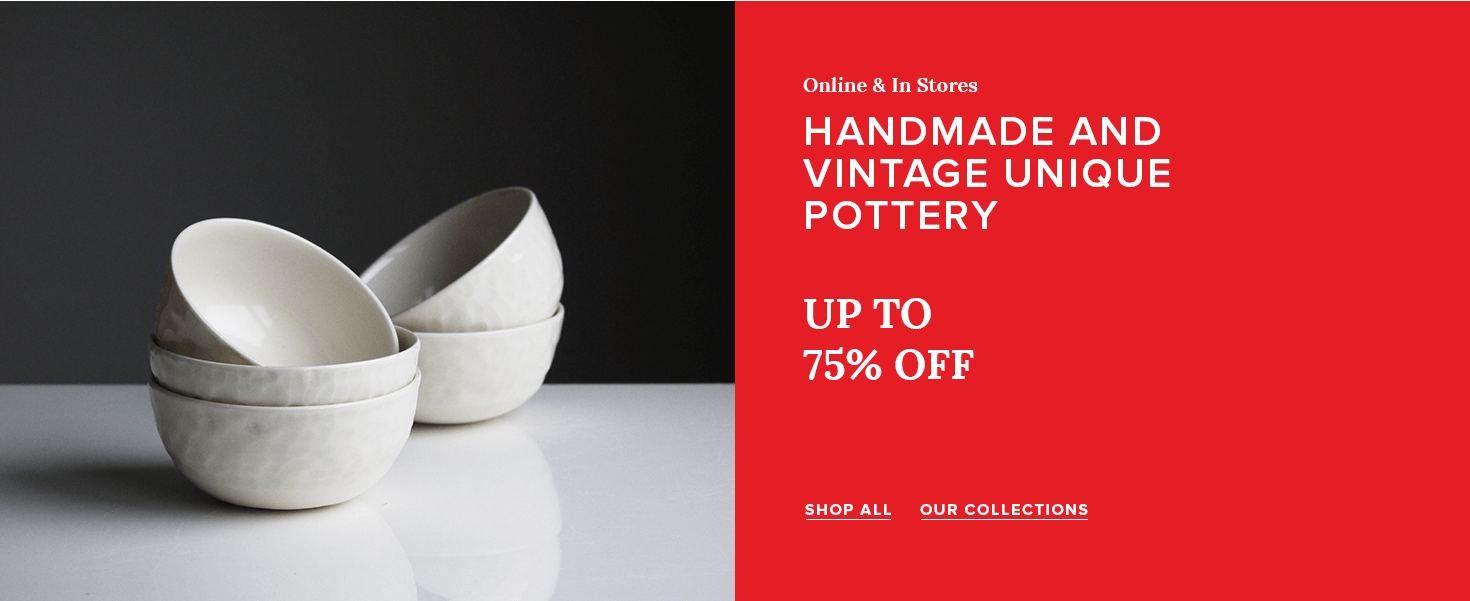 Online & In Stores
HANDMADE AND
VINTAGE UNIQUE
POTTERY
UP TO
75% OFF
SHOP ALL OUR COLLECTIONS